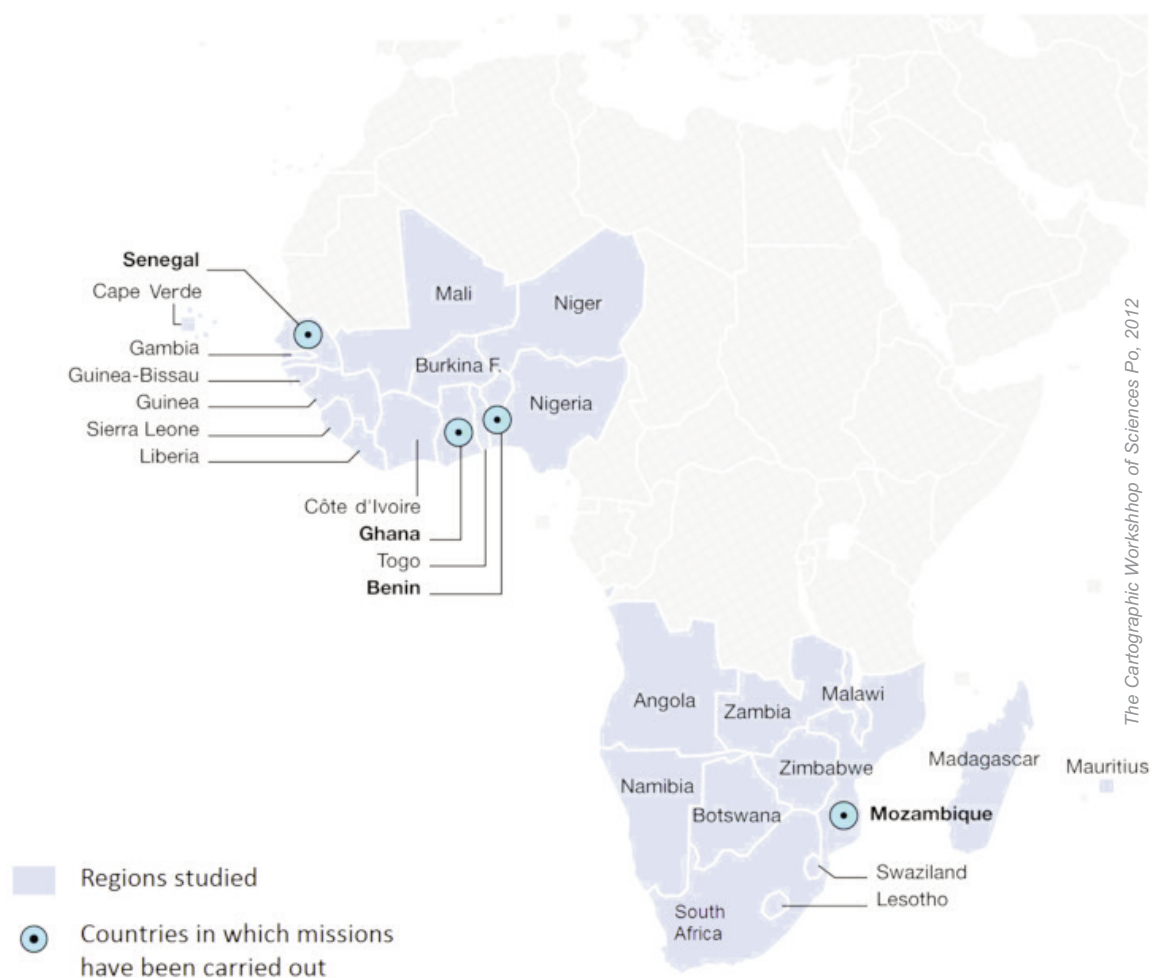 Senegal
Cape Verde
Gambia
Guinea-Bissau
Guinea
Sierra Leone
Liberia
Mali
Niger
Burkina F.
Nigeria
Côte d'Ivoire
Ghana
Togo
Benin
Angola
Zambia
Malawi
Zimbabwe
Madagascar
Mauritius
Namibia
Botswana
Mozambique
Swaziland
Lesotho
South
Africa
Regions studied
Countries in which missions
have been carried out
The Cartographic Workshhop of Sciences Po, 2012